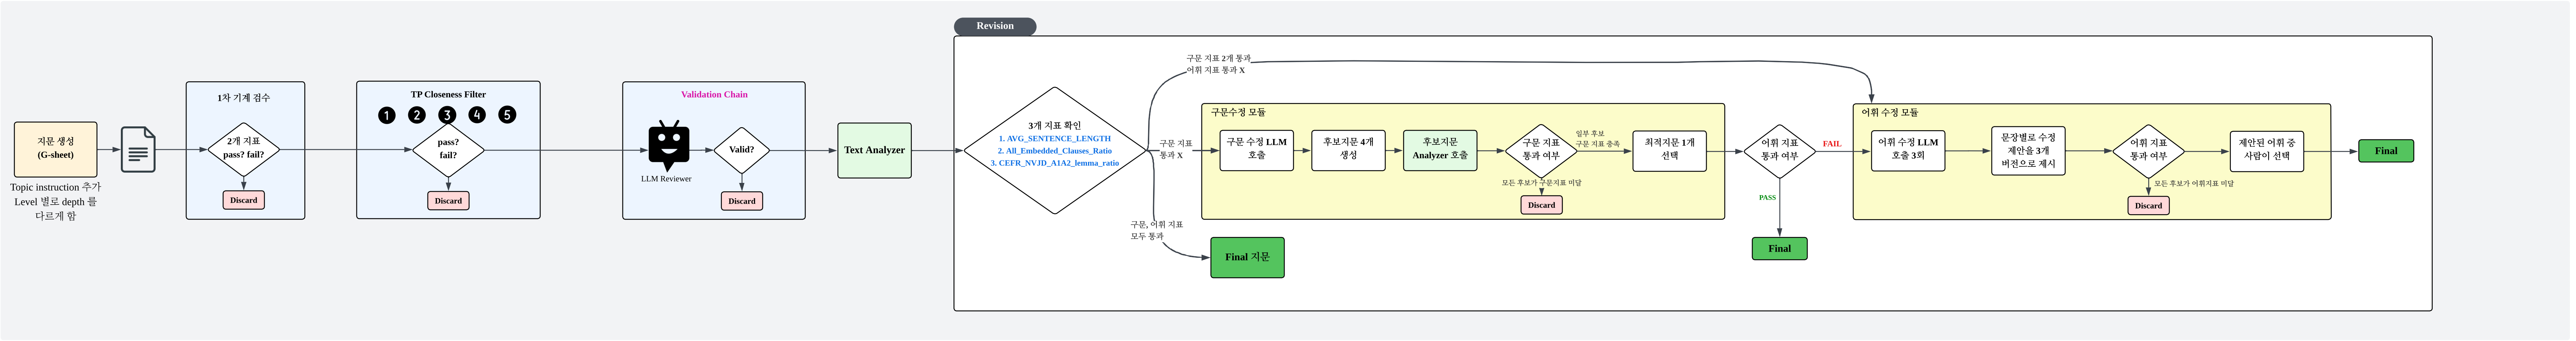 지문 생성
(G-sheet)
Topic instruction 추가
Level 별로 depth 를
다르게 함
1차 기계 검수
2개 지표
pass? fail?
Discard
TP Closeness Filter
1 2 3 4 5
pass?
fail?
Discard
Validation Chain
LLM Reviewer
Valid?
Discard
Text Analyzer
Revision
3개 지표 확인
1. AVG_SENTENCE_LENGTH
2. All_Embedded_Clauses_Ratio
3. CEFR_NVJD_A1A2_lemma_ratio
구문 지표 2개 통과
어휘 지표 통과 X
구문 지표
통과 X
구문, 어휘 지표
모두 통과
Final 지문
구문수정 모듈
구문 수정 LLM
호출
후보지문 4개
생성
후보지문
Analyzer 호출
구문 지표
통과 여부
일부 후보
구문 지표 충족
모든 후보가 구문지표 미달
Discard
최적지문 1개
선택
어휘 지표
통과 여부
FAIL
PASS
Final
어휘 수정 모듈
어휘 수정 LLM
호출 3회
문장별로 수정
제안을 3개
버전으로 제시
어휘 지표
통과 여부
모든 후보가 어휘지표 미달
Discard
제안된 어휘 중
사람이 선택
Final